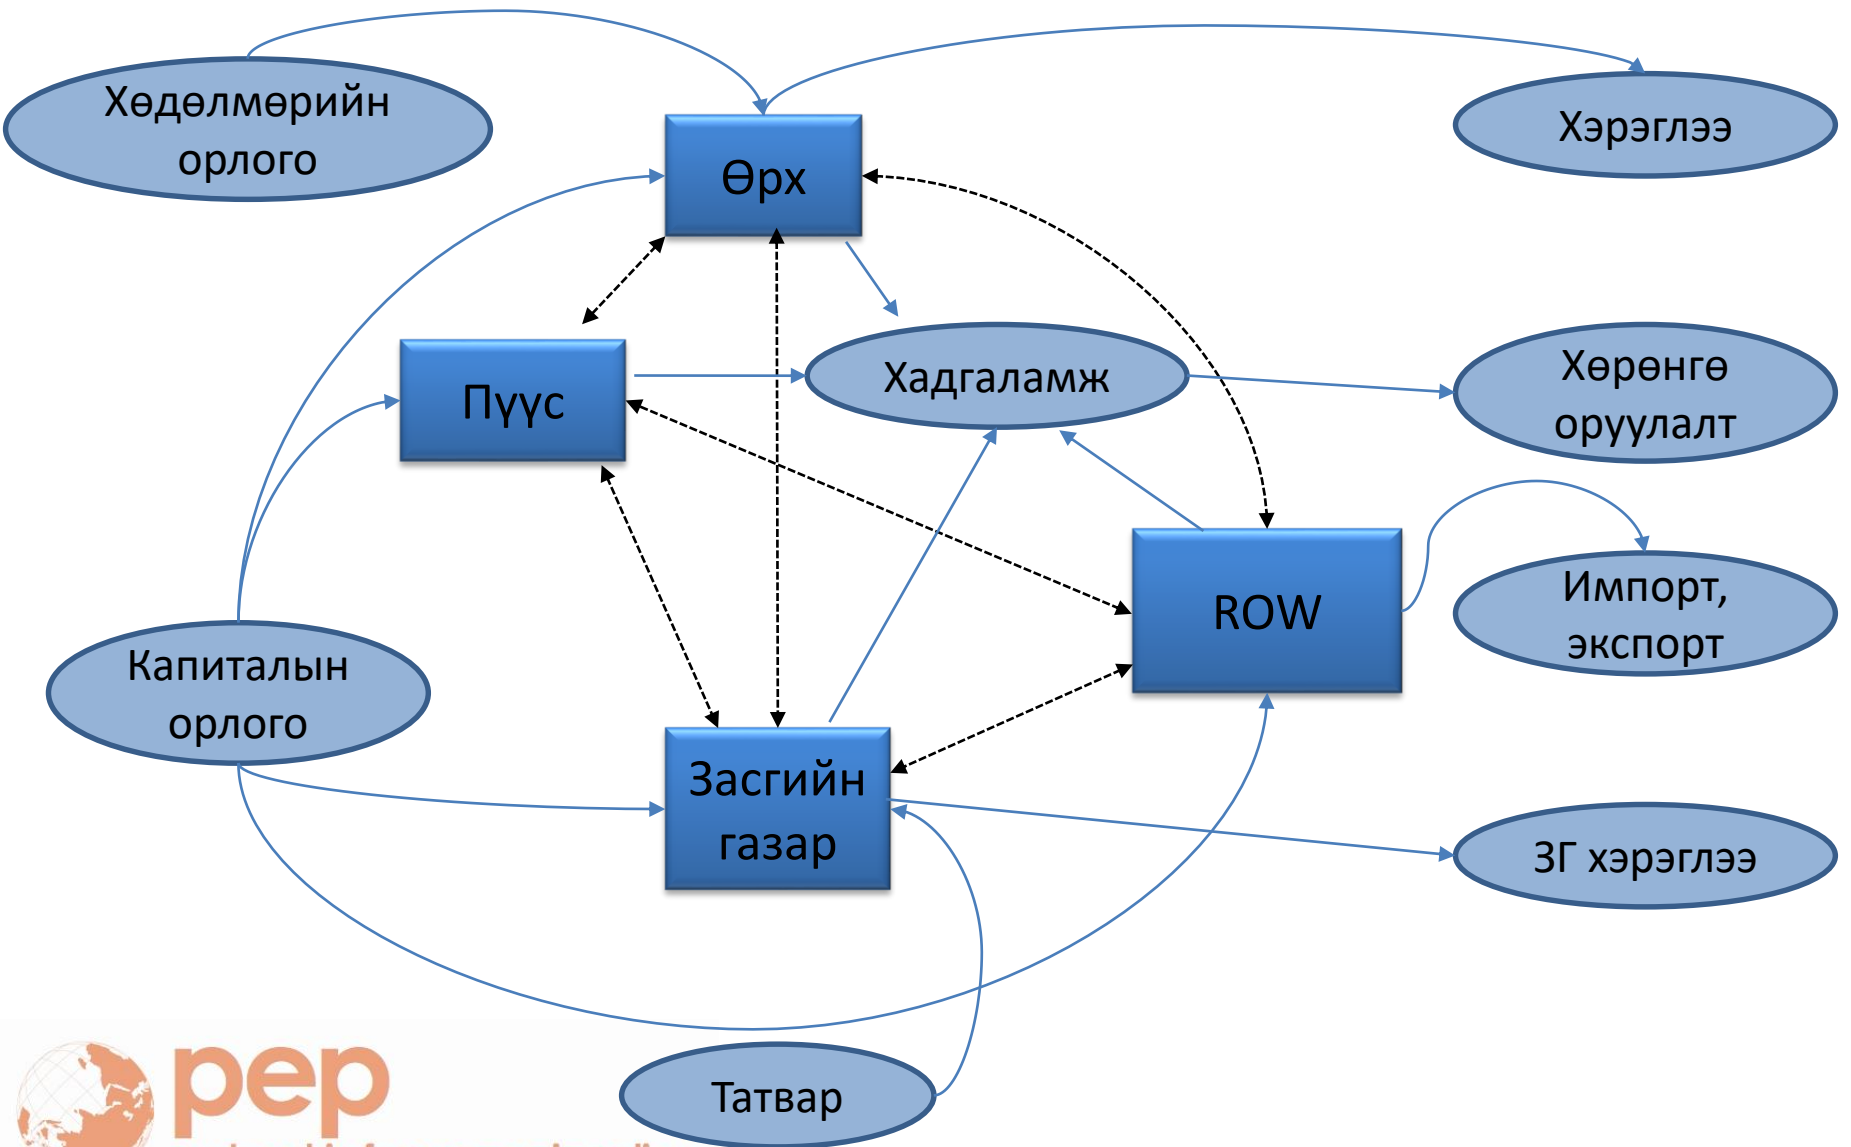 Хөдөлмөрийн
орлого
Хэрэглээ
Өрх
Пүүс
Хадгаламж
Хөрөнгө
оруулалт
ROW
Импорт,
экспорт
Капиталын
орлого
Засгийн
газар
ЗГ хэрэглээ
Татвар
pep